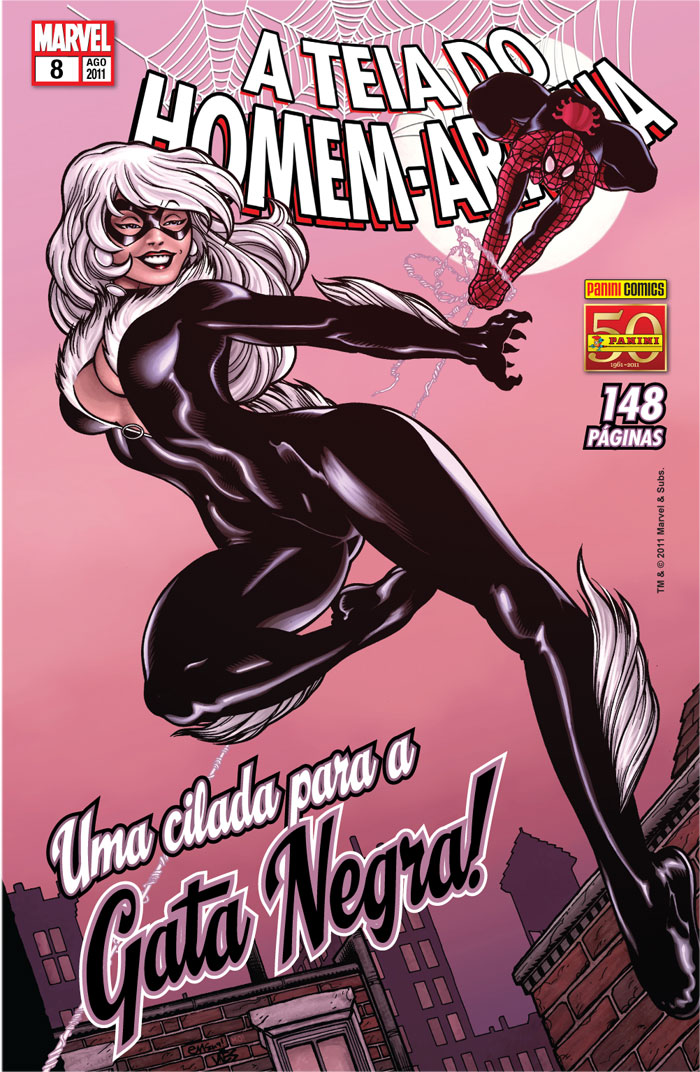 MARVEL
8
AGO
2011
A TEIA DO
HOMEM-ARANHA
PANINI COMICS
50
PANINI
1961-2011
148
PÁGINAS
TM & © 2011 Marvel & Subs.
Uma cilada para a
Gata Negra!